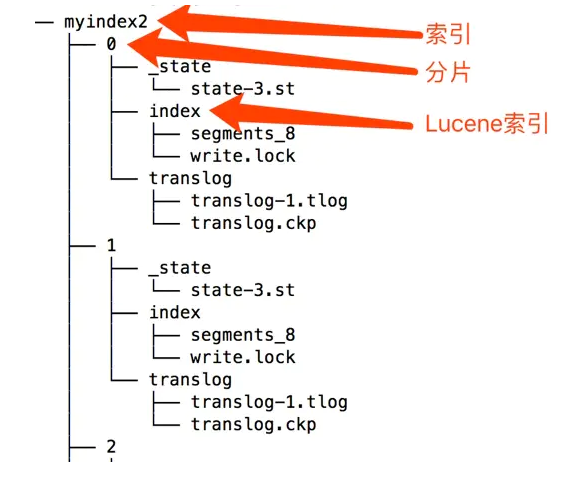 myindex2 索引
0 分片
_state
state-3.st
index Lucene索引
segments_8
write.lock
translog
translog-1.tlog
translog.ckp
1
_state
state-3.st
index
segments_8
write.lock
translog
translog-1.tlog
translog.ckp
2